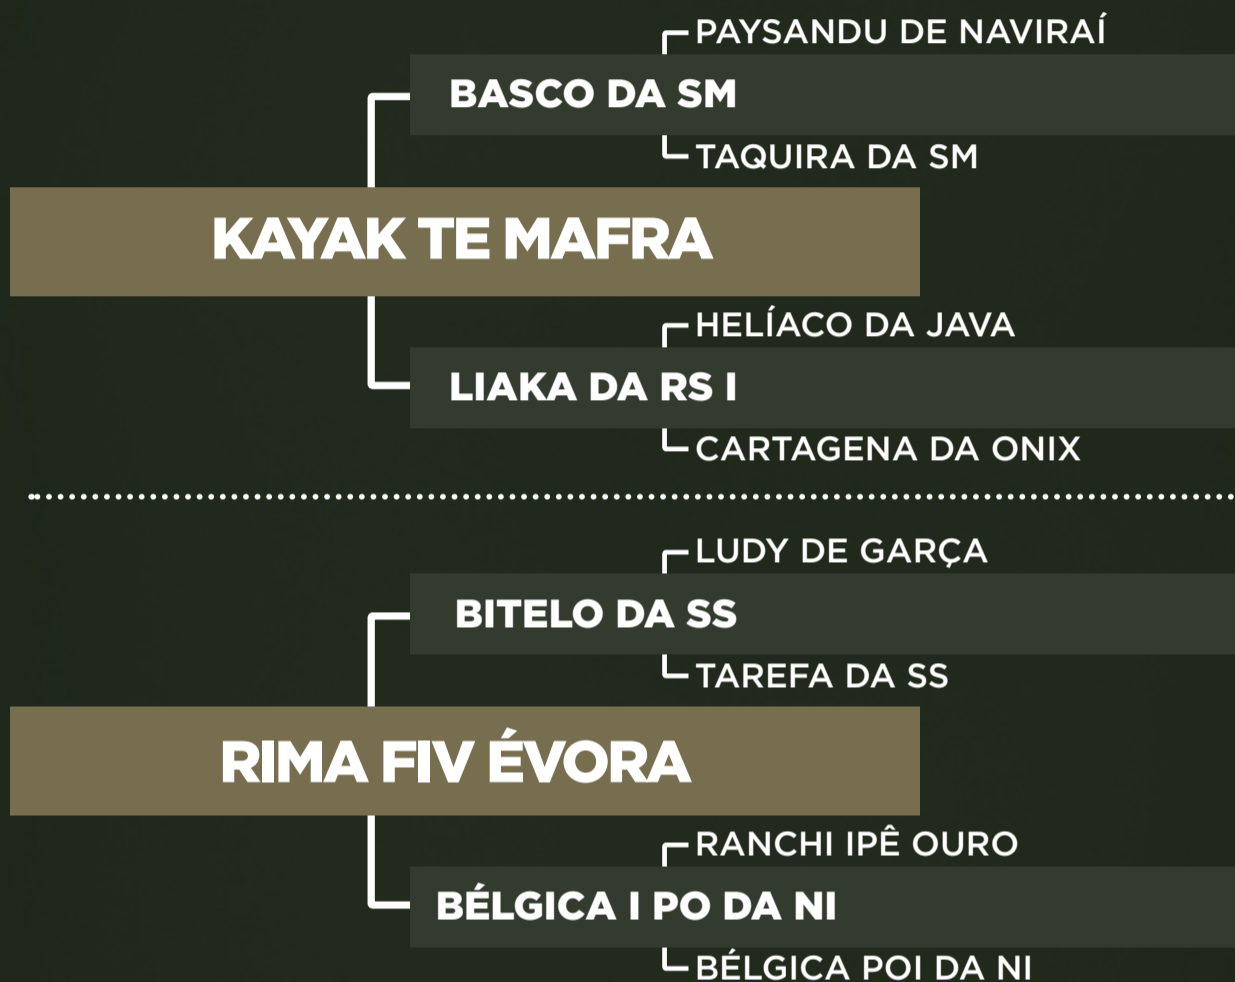 PAYSANDU DE NAVIRAÍ
BASCO DA SM
TAQUIRA DA SM
KAYAK TE MAFRA
HELÍACO DA JAVA
LIAKA DA RS I
CARTAGENA DA ONIX
LUDY DE GARÇA
BITELO DA SS
TAREFA DA SS
RIMA FIV ÉVORA
RANCHI IPÊ OURO
BÉLGICA I PO DA NI
BÉLGICA POI DA NI